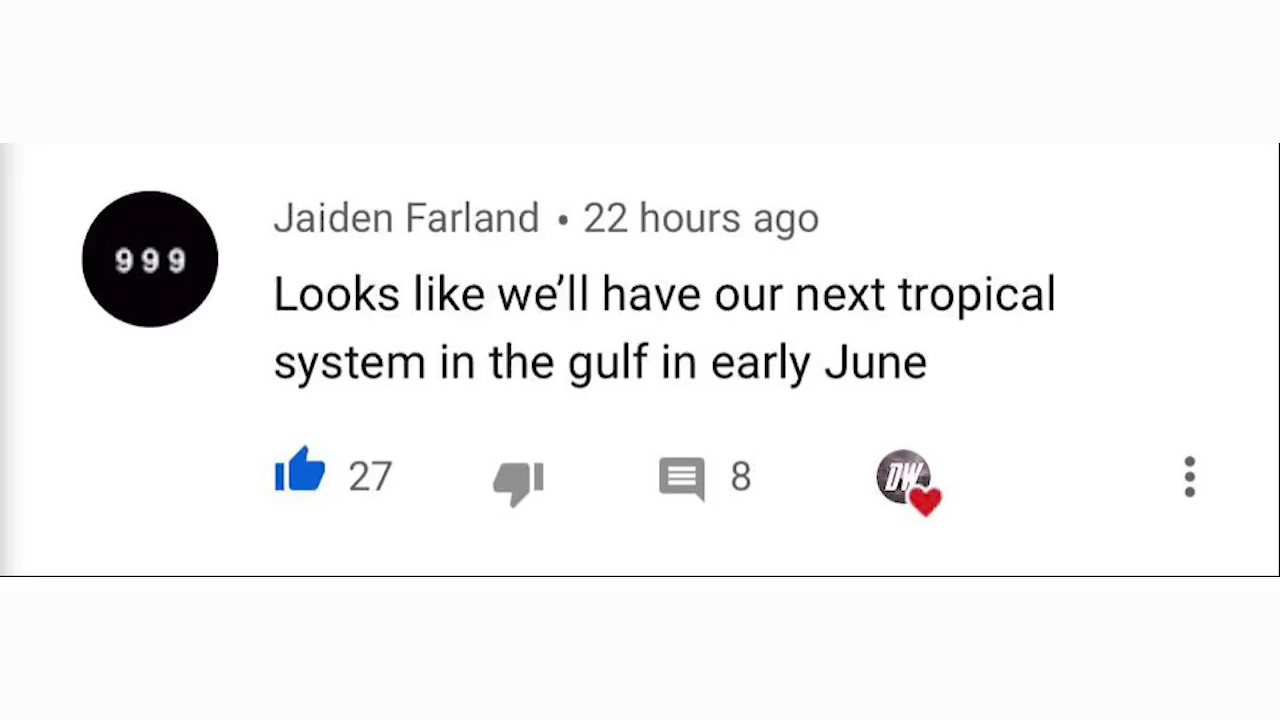 999
Jaiden Farland • 22 hours ago
Looks like we’ll have our next tropical
system in the gulf in early June
27
8
DW